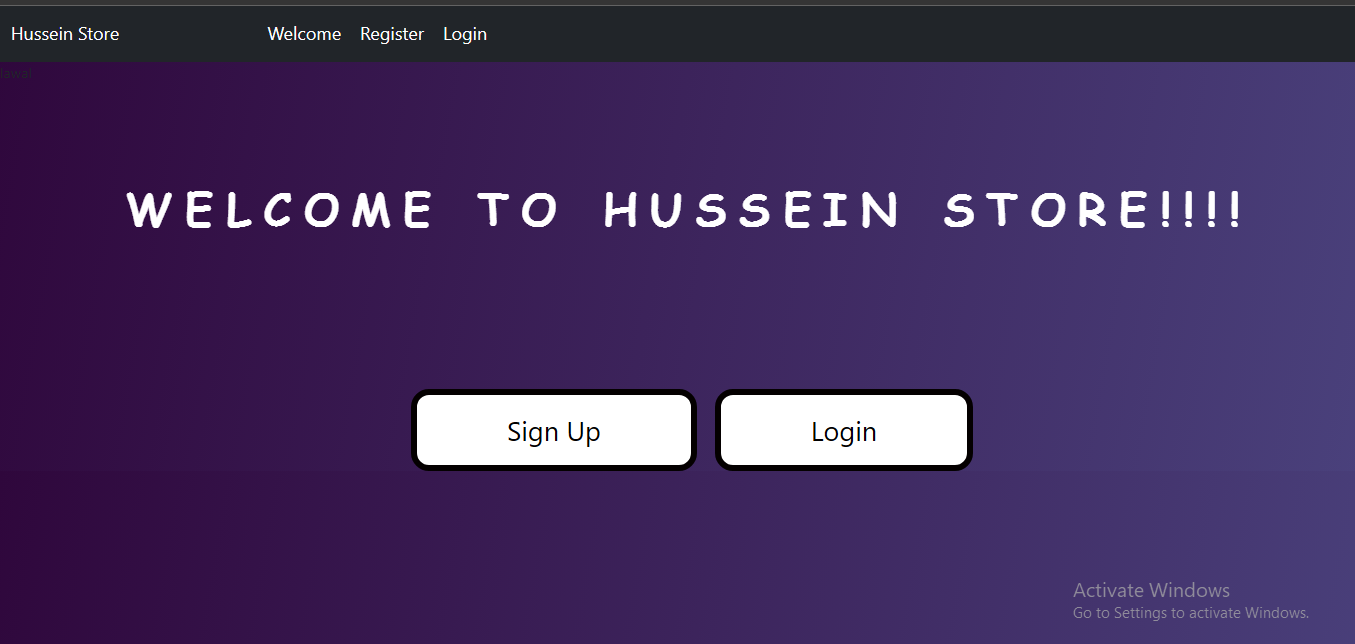 Hussein Store Welcome Register Login
lawal
WELCOME TO HUSSEIN STORE!!!!
Sign Up Login
Activate Windows
Go to Settings to activate Windows.